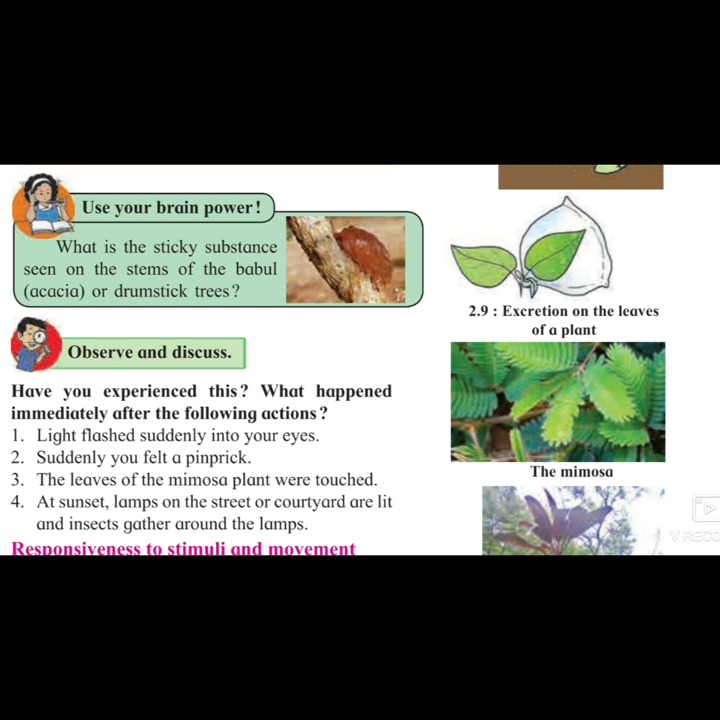 Use your brain power!
What is the sticky substance
seen on the stems of the babul
(acacia) or drumstick trees?
Observe and discuss.
Have you experienced this? What happened
immediately after the following actions?
1. Light flashed suddenly into your eyes.
2. Suddenly you felt a pinprick.
3. The leaves of the mimosa plant were touched.
4. At sunset, lamps on the street or courtyard are lit
and insects gather around the lamps.
Responsiveness to stimuli and movement
2.9 : Excretion on the leaves
of a plant
The mimosa
V RECO